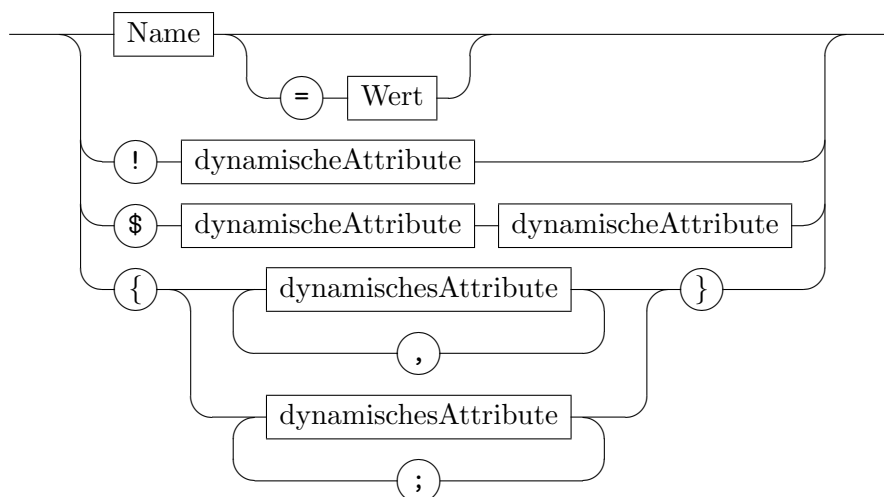 Name
= Wert
! dynamischeAttribute
$ dynamischeAttribute dynamischeAttribute
{ dynamischesAttribute }
,
dynamischesAttribute
;